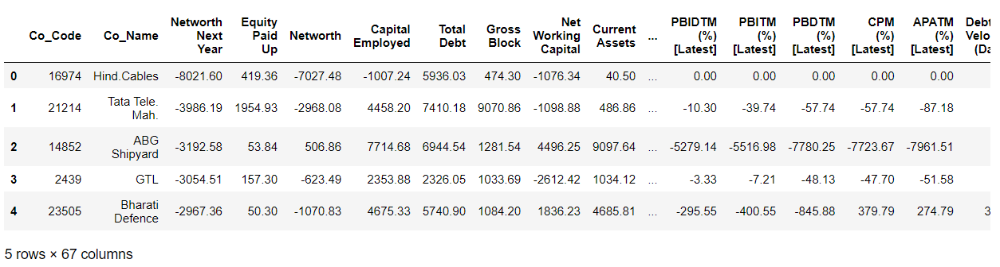 Co_Code Co_Name Networth Next Year Equity Paid Up Networth Capital Employed Total Debt Gross Block Net Working Capital Current Assets ... PBIDTM (%) [Latest] PBITM (%) [Latest] PBDTM (%) [Latest] CPM (%) [Latest] APATM (%) [Latest] Debt Velo (Da
0 16974 Hind.Cables -8021.60 419.36 -7027.48 -1007.24 5936.03 474.30 -1076.34 40.50 ... 0.00 0.00 0.00 0.00 0.00
1 21214 Tata Tele. Mah. -3986.19 1954.93 -2968.08 4458.20 7410.18 9070.86 -1098.88 486.86 ... -10.30 -39.74 -57.74 -57.74 -87.18
2 14852 ABG Shipyard -3192.58 53.84 506.86 7714.68 6944.54 1281.54 4496.25 9097.64 ... -5279.14 -5516.98 -7780.25 -7723.67 -7961.51
3 2439 GTL -3054.51 157.30 -623.49 2353.88 2326.05 1033.69 -2612.42 1034.12 ... -3.33 -7.21 -48.13 -47.70 -51.58
4 23505 Bharati Defence -2967.36 50.30 -1070.83 4675.33 5740.90 1084.20 1836.23 4685.81 ... -295.55 -400.55 -845.88 379.79 274.79 3
5 rows × 67 columns